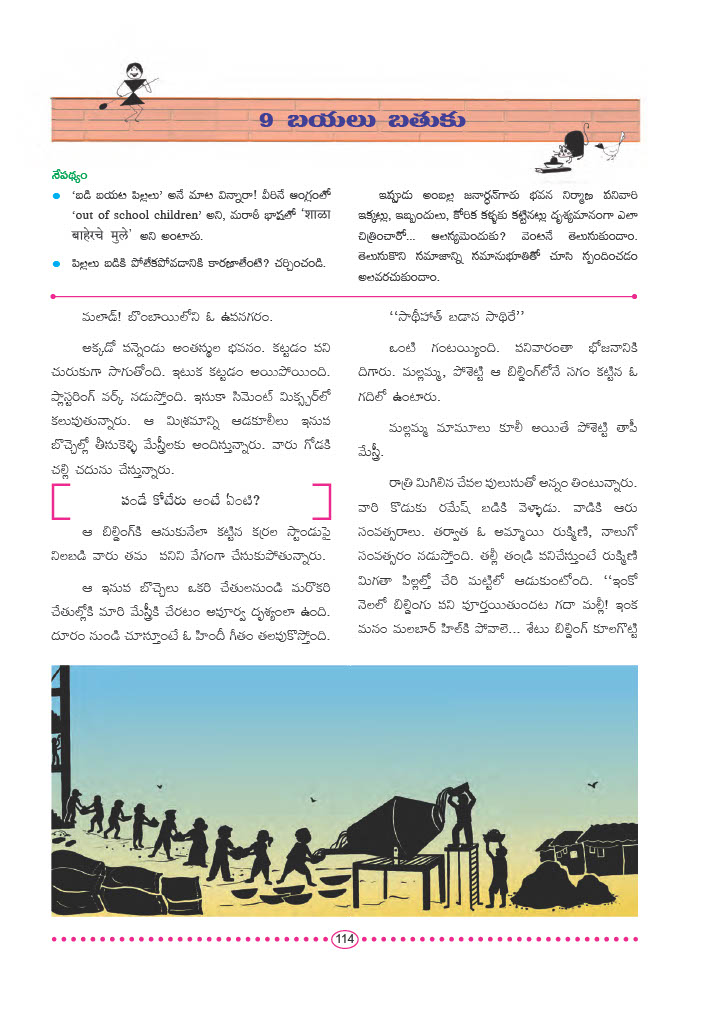 9 బయలు బతుకు
నేపథ్యం
• ‘బడి బయట పిల్లలు’ అనే మాట విన్నారా! వీరినే ఆంగ్లంలో
‘out of school children’ అని, మరాఠీ భాషలో ‘शाळा
बाहेरचे मुले’ అని అంటారు.
• పిల్లలు బడికి పోలేకపోవడానికి కారణాలేంటి? చర్చించండి.
ఇప్పుడు అంబల్ల జనార్ధన్‌గారు భవన నిర్మాణ పనివారి
ఇక్కట్లు, ఇబ్బందులు, కోరిక కళ్ళకు కట్టినట్లు దృశ్యమానంగా ఎలా
చిత్రించారో... ఆలస్యమెందుకు? వెంటనే తెలుసుకుందాం.
తెలుసుకొని సమాజాన్ని సమానుభూతితో చూసి స్పందించడం
అలవరచుకుందాం.
మలాడ్! బొంబాయిలోని ఓ ఉపనగరం.
అక్కడో పన్నెండు అంతస్థుల భవనం. కట్టడం పని
చురుకుగా సాగుతోంది. ఇటుక కట్టడం అయిపోయింది.
ప్లాస్టరింగ్ వర్క్ నడుస్తోంది. ఇసుకా సిమెంట్ మిక్స్చర్‌లో
కలుపుతున్నారు. ఆ మిశ్రమాన్ని ఆడకూలీలు ఇనుప
బొచ్చెల్లో తీసుకెళ్ళి మేస్త్రీలకు అందిస్తున్నారు. వారు గోడకి
చల్లి చదును చేస్తున్నారు.
పండే కోటేరు అంటే ఏంటి?
ఆ బిల్డింగ్‌కి ఆనుకునేలా కట్టిన కర్రల స్టాండుపై
నిలబడి వారు తమ పనిని వేగంగా చేసుకుపోతున్నారు.
ఆ ఇనుప బొచ్చెలు ఒకరి చేతులనుండి మరొకరి
చేతుల్లోకి మారి మేస్త్రీకి చేరటం అపూర్వ దృశ్యంలా ఉంది.
దూరం నుండి చూస్తూంటే ఓ హిందీ గీతం తలపుకొస్తోంది.
‘‘సాథీహాత్ బడాన సాథిరే’’
ఒంటి గంటయ్యింది. పనివారంతా భోజనానికి
దిగారు. మల్లమ్మ, పోశెట్టి ఆ బిల్డింగ్‌లోనే సగం కట్టిన ఓ
గదిలో ఉంటారు.
మల్లమ్మ మామూలు కూలీ అయితే పోశెట్టి తాపీ
మేస్త్రీ.
రాత్రి మిగిలిన చేపల పులుసుతో అన్నం తింటున్నారు.
వారి కొడుకు రమేష్ బడికి వెళ్ళాడు. వాడికి ఆరు
సంవత్సరాలు. తర్వాత ఓ అమ్మాయి రుక్మిణి, నాలుగో
సంవత్సరం నడుస్తోంది. తల్లీ తండ్రి పనిచేస్తుంటే రుక్మిణి
మిగతా పిల్లల్తో చేరి మట్టిలో ఆడుకుంటోంది. ‘‘ఇంకో
నెలలో బిల్డింగు పని పూర్తయితుందట గదా మల్లీ! ఇంక
మనం మలబార్ హిల్‌కి పోవాలె... శేటు బిల్డింగ్ కూలగొట్టి
114